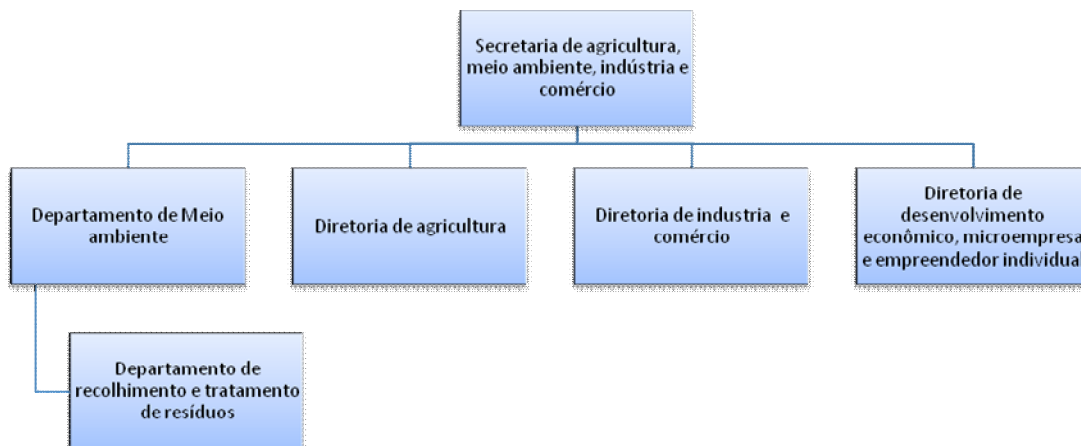 Secretaria de agricultura,
meio ambiente, indústria e
comércio
Departamento de Meio
ambiente
Diretoria de agricultura
Diretoria de industria e
comércio
Diretoria de
desenvolvimento
econômico, microempresa
e empreendedor individual
Departamento de
recolhimento e tratamento
de resíduos